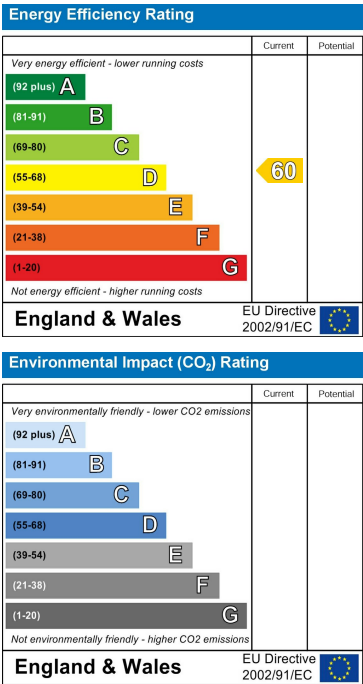 Energy Efficiency Rating
Current Potential
Very energy efficient - lower running costs
(92 plus) A
(81-91) B
(69-80) C
(55-68) D
60
(39-54) E
(21-38) F
(1-20) G
Not energy efficient - higher running costs
England & Wales
EU Directive
2002/91/EC
Environmental Impact (CO₂) Rating
Current Potential
Very environmentally friendly - lower CO2 emissions
(92 plus) A
(81-91) B
(69-80) C
(55-68) D
(39-54) E
(21-38) F
(1-20) G
Not environmentally friendly - higher CO2 emissions
England & Wales
EU Directive
2002/91/EC